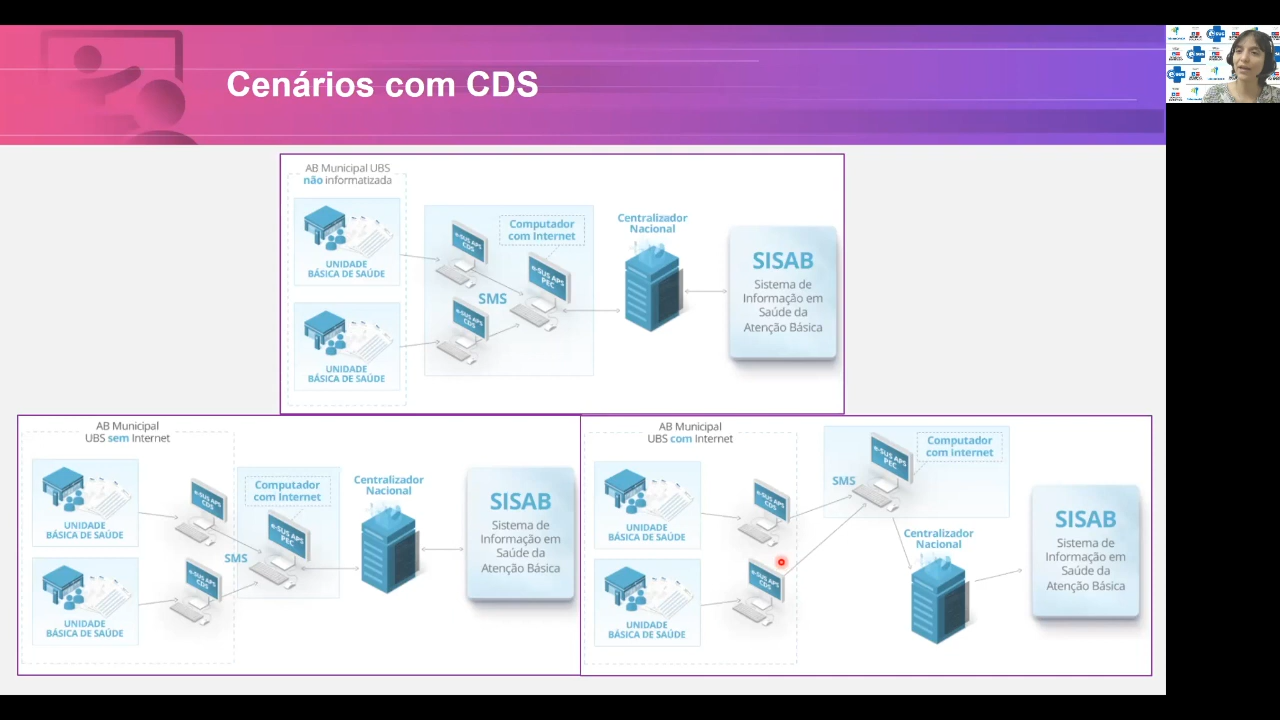 Cenários com CDS
AB Municipal UBS
não informatizada
UNIDADE
BÁSICA DE SAÚDE
UNIDADE
BÁSICA DE SAÚDE
e-SUS APS
CDS
e-SUS APS
CDS
SMS
Computador
com Internet
e-SUS APS
PEC
Centralizador
Nacional
SISAB
Sistema de
Informação em
Saúde da
Atenção Básica
AB Municipal
UBS sem Internet
UNIDADE
BÁSICA DE SAÚDE
UNIDADE
BÁSICA DE SAÚDE
e-SUS APS
CDS
e-SUS APS
CDS
SMS
Computador
com Internet
e-SUS APS
PEC
Centralizador
Nacional
SISAB
Sistema de
Informação em
Saúde da
Atenção Básica
AB Municipal
UBS com Internet
UNIDADE
BÁSICA DE SAÚDE
UNIDADE
BÁSICA DE SAÚDE
e-SUS APS
CDS
e-SUS APS
CDS
SMS
e-SUS APS
PEC
Computador
com internet
Centralizador
Nacional
SISAB
Sistema de
Informação em
Saúde da
Atenção Básica